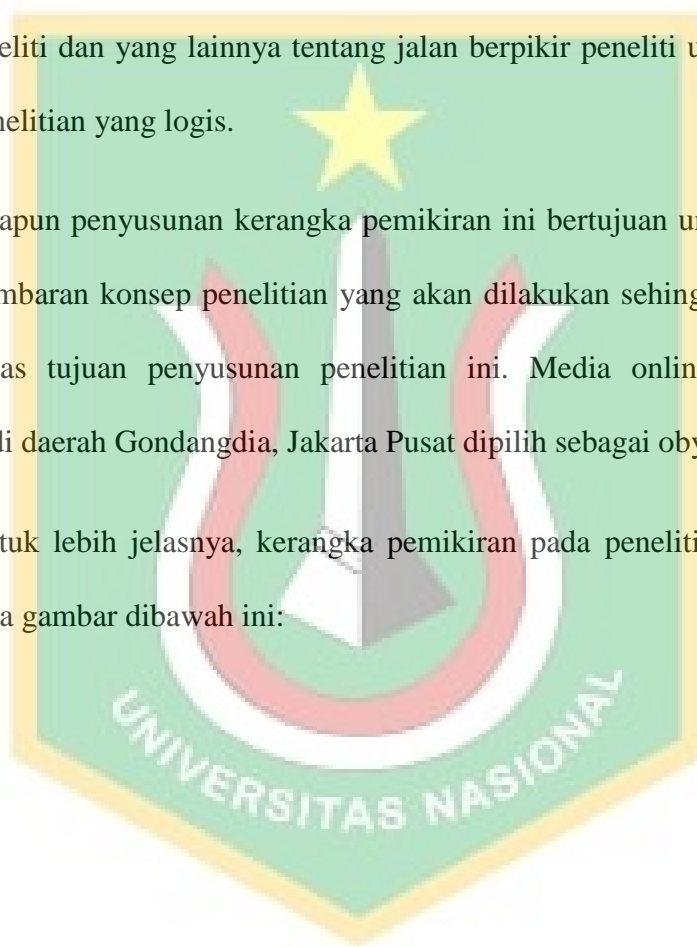 eliti dan yang lainnya tentang jalan berpikir peneliti u
nelitian yang logis.
apun penyusunan kerangka pemikiran ini bertujuan u
mbaran konsep penelitian yang akan dilakukan sehing
as tujuan penyusunan penelitian ini. Media onlin
di daerah Gondangdia, Jakarta Pusat dipilih sebagai oby
tuk lebih jelasnya, kerangka pemikiran pada peneliti
a gambar dibawah ini:
UNIVERSITAS NASIONAL